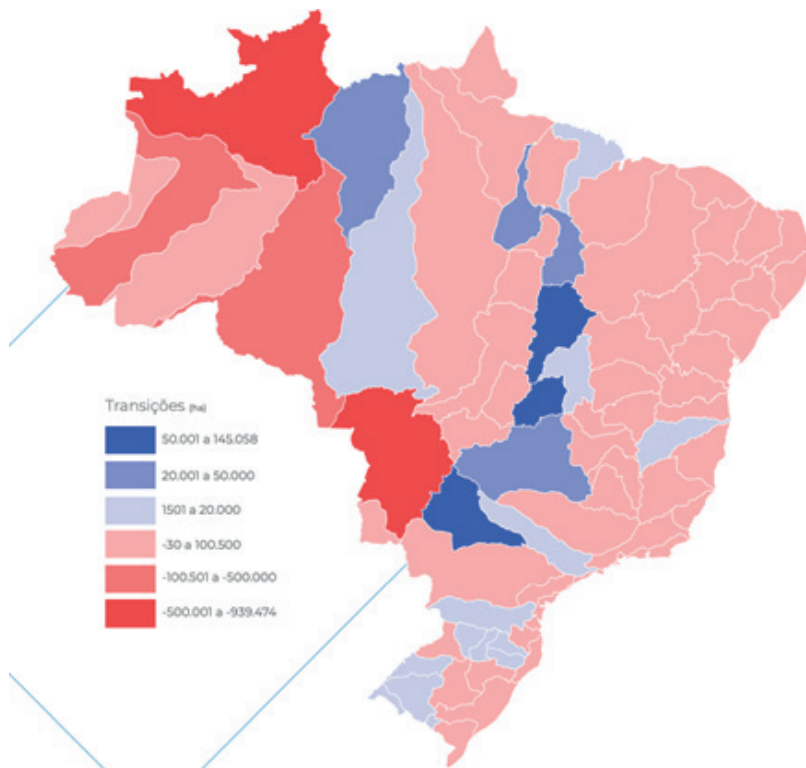 Transições (ha)
50.001 a 145.058
20.001 a 50.000
1501 a 20.000
-30 a 100.500
-100.501 a -500.000
-500.001 a -939.474